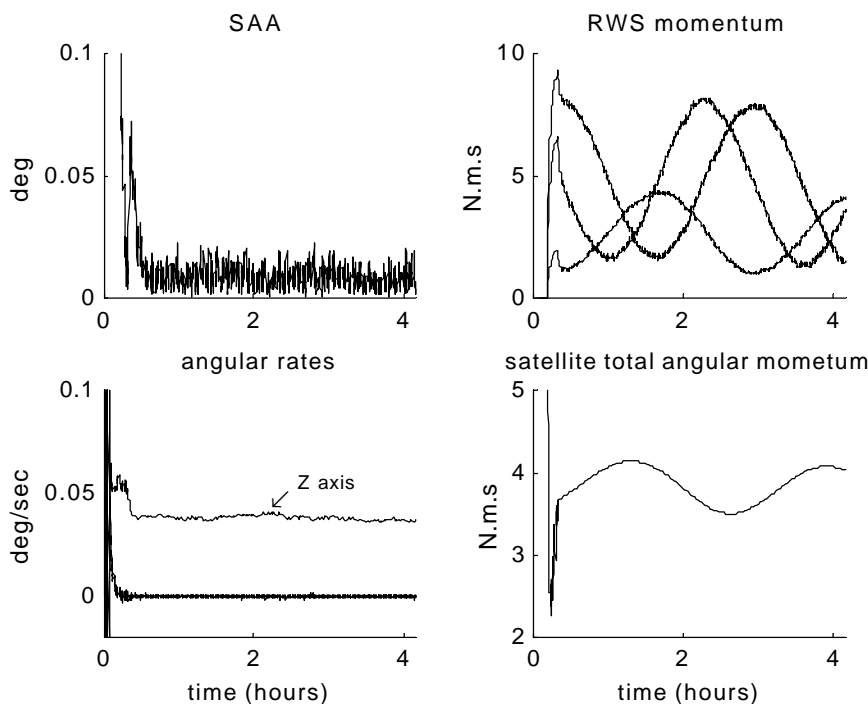 SAA
0.1
0.05
0
deg
0
2
4
RWS momentum
10
5
0
N.m.s
0
2
4
angular rates
0.1
0.05
0
deg/sec
Z axis
0
2
4
time (hours)
satellite total angular mometum
5
4
3
2
N.m.s
0
2
4
time (hours)